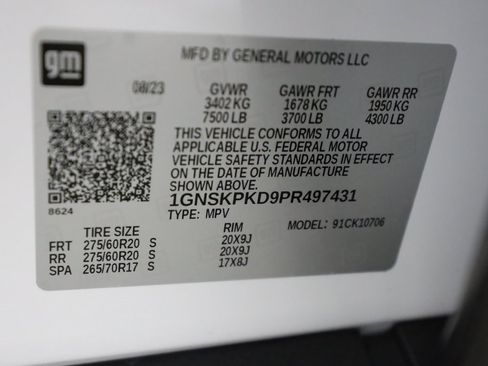 gm
MFD BY GENERAL MOTORS LLC
08/23 GVWR GAWR FRT GAWR RR
3402 KG 1678 KG 1950 KG
7500 LB 3700 LB 4300 LB
THIS VEHICLE CONFORMS TO ALL
APPLICABLE U.S. FEDERAL MOTOR
VEHICLE SAFETY STANDARDS IN EFFECT
ON THE DATE OF MANUFACTURE
SHOWN ABOVE.
1GNSKPKD9PR497431
8624
TYPE: MPV MODEL: 91CK10706
TIRE SIZE RIM
FRT 275/60R20 S 20X9J
RR 275/60R20 S 20X9J
SPA 265/70R17 S 17X8J